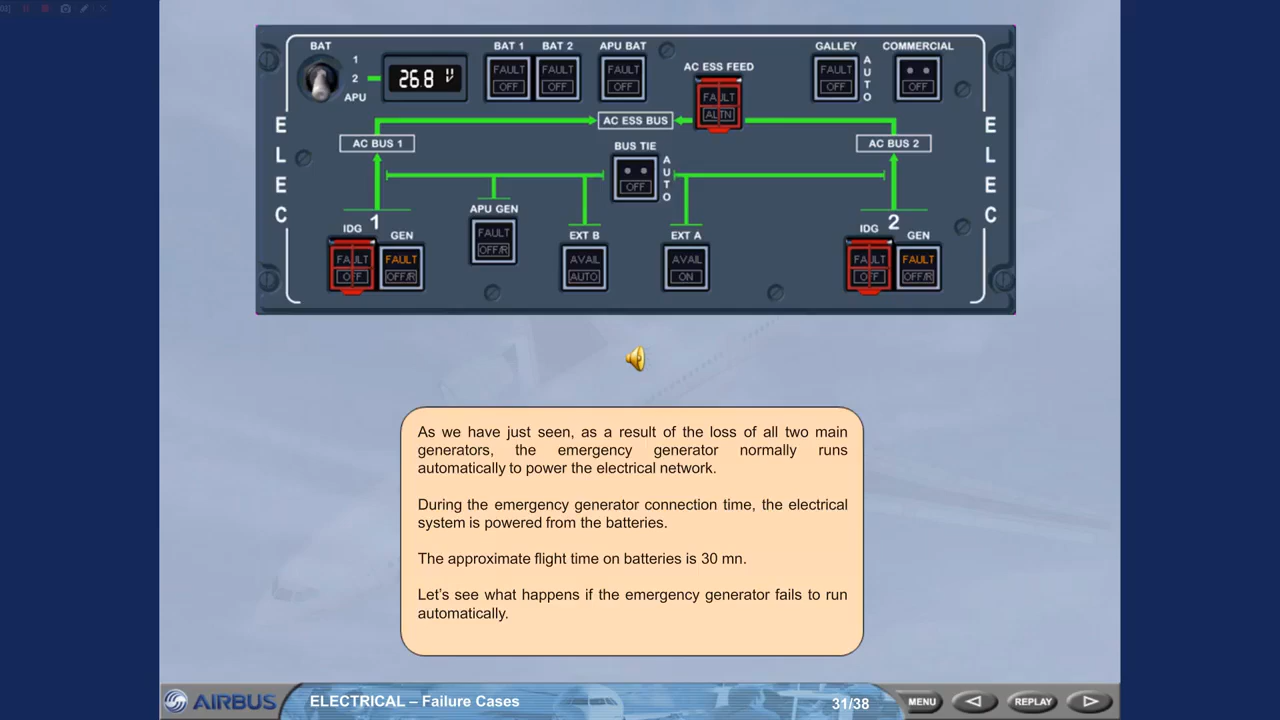 BAT
BAT 1
BAT 2
APU BAT
GALLEY
COMMERCIAL
1
2
APU
26.8 V
FAULT
OFF
FAULT
OFF
FAULT
OFF
AC ESS FEED
FAULT
ALTN
FAULT
OFF
AUTO
OFF
ELEC
ELEC
AC ESS BUS
AC BUS 1
AC BUS 2
BUS TIE
OFF
AUTO
1
IDG
GEN
FAULT
OFF
FAULT
OFF/R
APU GEN
FAULT
OFF/R
EXT B
AVAIL
AUTO
EXT A
AVAIL
ON
2
IDG
GEN
FAULT
OFF
FAULT
OFF/R
As we have just seen, as a result of the loss of all two main
generators, the emergency generator normally runs
automatically to power the electrical network.
During the emergency generator connection time, the electrical
system is powered from the batteries.
The approximate flight time on batteries is 30 mn.
Let's see what happens if the emergency generator fails to run
automatically.
AIRBUS
ELECTRICAL – Failure Cases
31/38
MENU
REPLAY